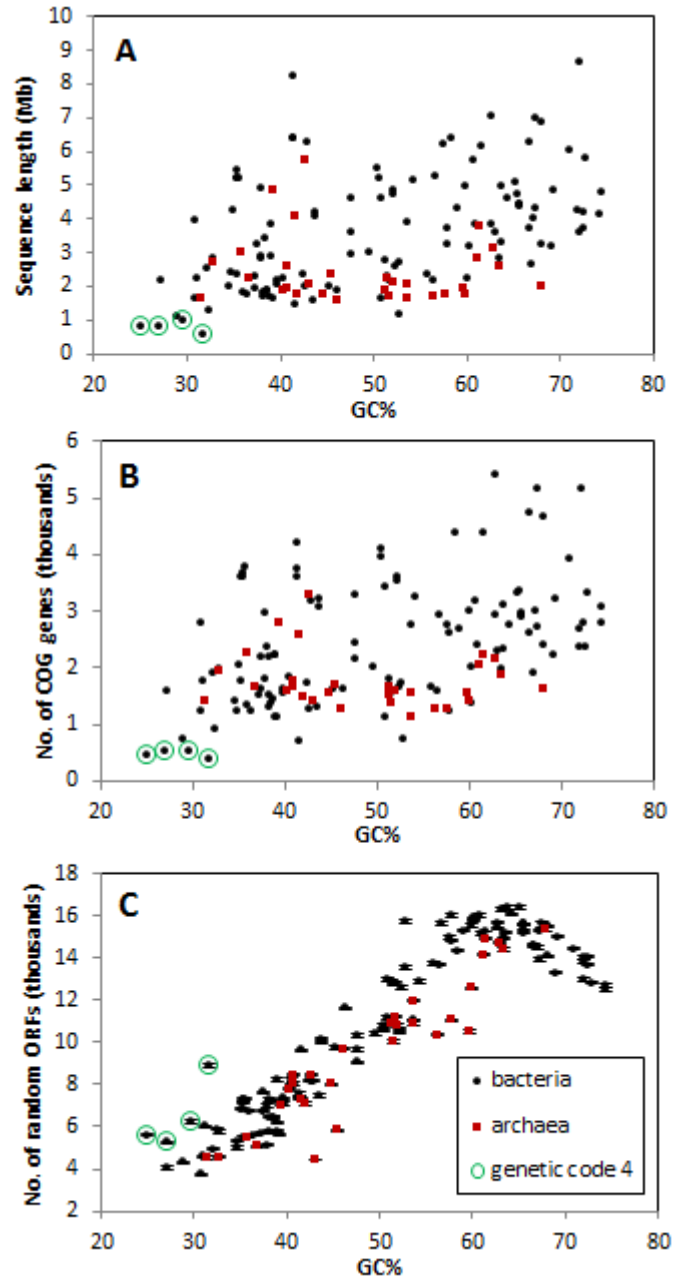 A
Sequence length (Mb)
10
9
8
7
6
5
4
3
2
1
0
20 30 40 50 60 70 80
GC%
B
No. of COG genes (thousands)
6
5
4
3
2
1
0
20 30 40 50 60 70 80
GC%
C
No. of random ORFs (thousands)
18
16
14
12
10
8
6
4
2
bacteria
archaea
genetic code 4
20 30 40 50 60 70 80
GC%